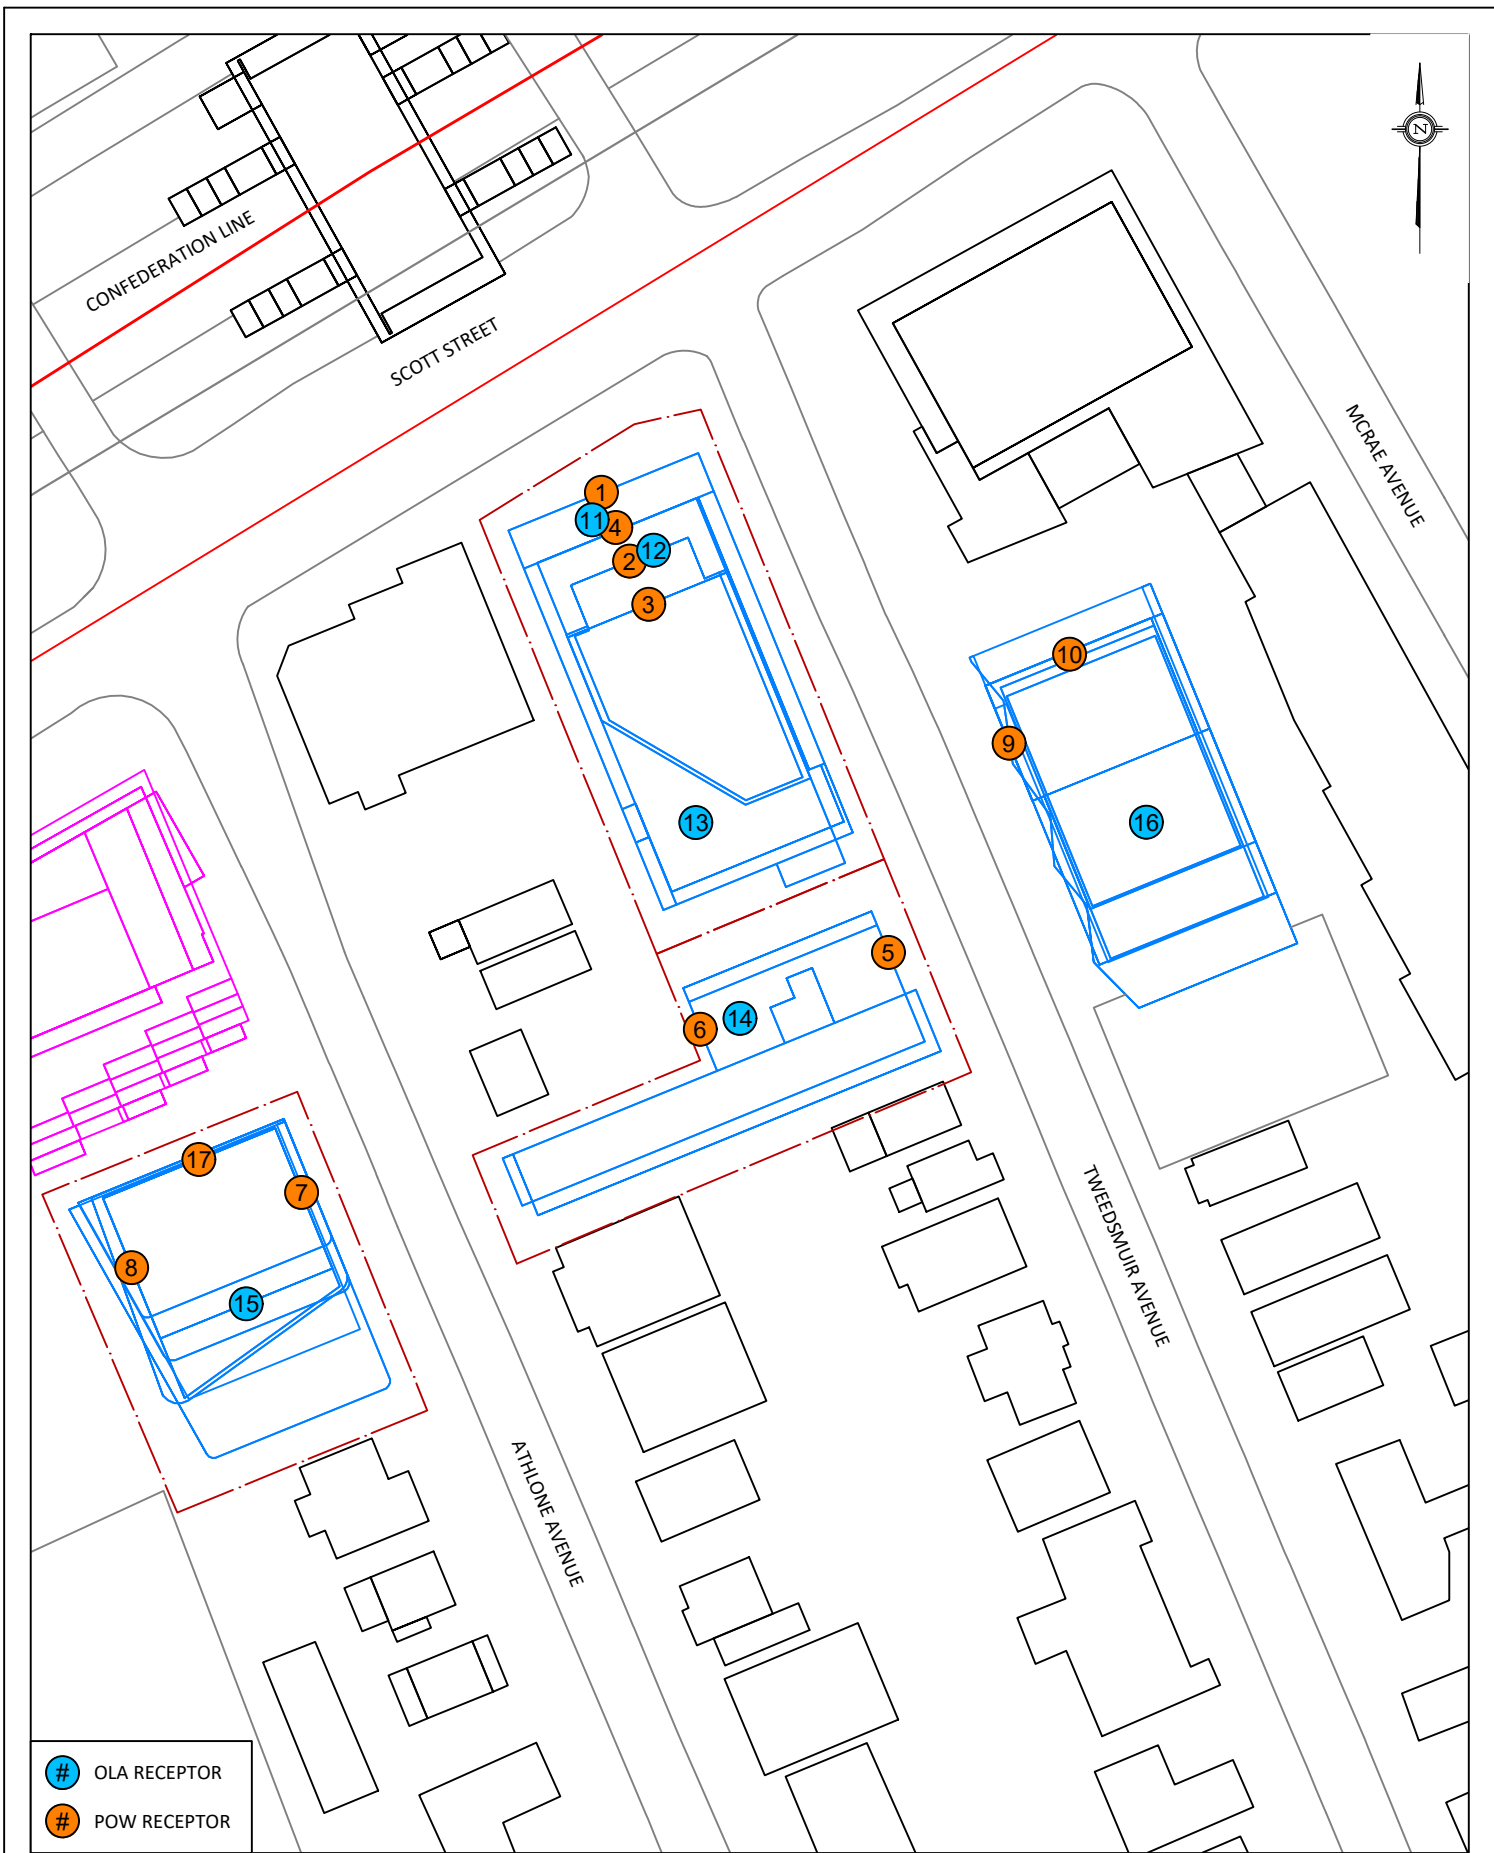 N
CONFEDERATION LINE
SCOTT STREET
MCRAE AVENUE
1
11
4
12
2
3
10
9
13
16
5
14
6
17
7
8
15
TWEEDSMUIR AVENUE
ATHLONE AVENUE
# OLA RECEPTOR
# POW RECEPTOR